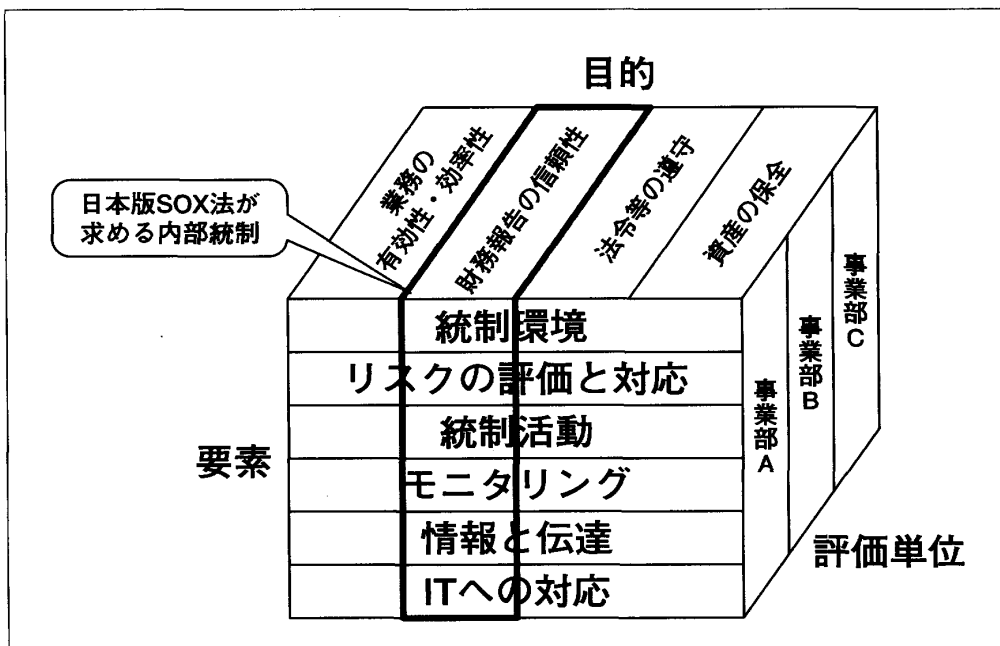 目的
業務の
有効性・効率性
財務報告の信頼性
法令等の遵守
資産の保全
日本版SOX法が
求める内部統制
統制環境
リスクの評価と対応
統制活動
モニタリング
情報と伝達
ITへの対応
要素
事業部A
事業部B
事業部C
評価単位